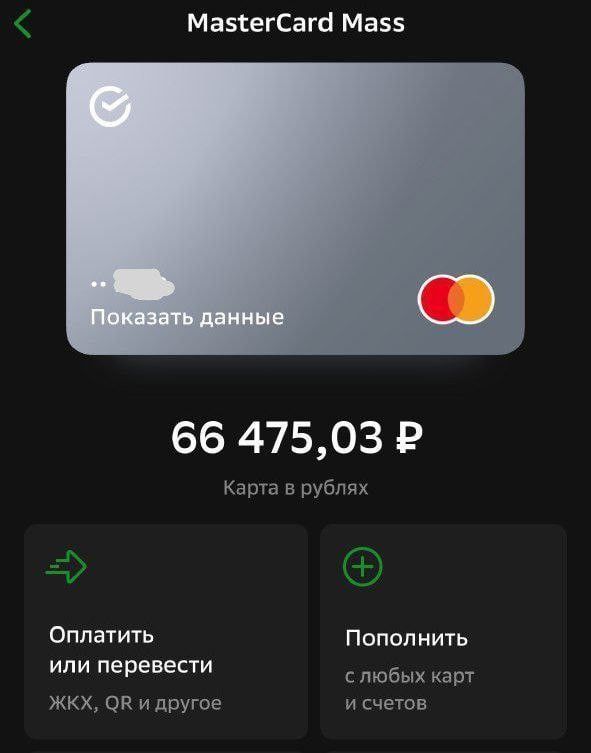 MasterCard Mass
••
Показать данные
66 475,03 ₽
Карта в рублях
Оплатить
или перевести
ЖКХ, QR и другое
Пополнить
с любых карт
и счетов